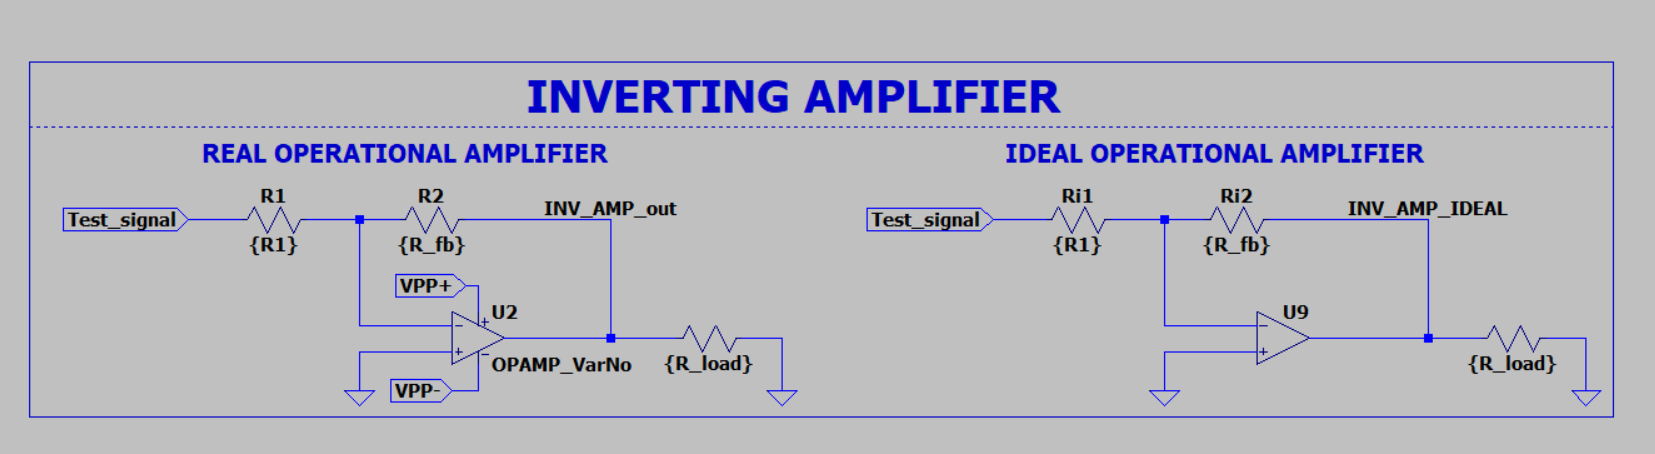 INVERTING AMPLIFIER
REAL OPERATIONAL AMPLIFIER
R1
R2
INV_AMP_out
Test_signal
{R1}
{R_fb}
VPP+
U2
+
-
+
-
OPAMP_VarNo
{R_load}
VPP-
IDEAL OPERATIONAL AMPLIFIER
Ri1
Ri2
INV_AMP_IDEAL
Test_signal
{R1}
{R_fb}
U9
-
+
{R_load}